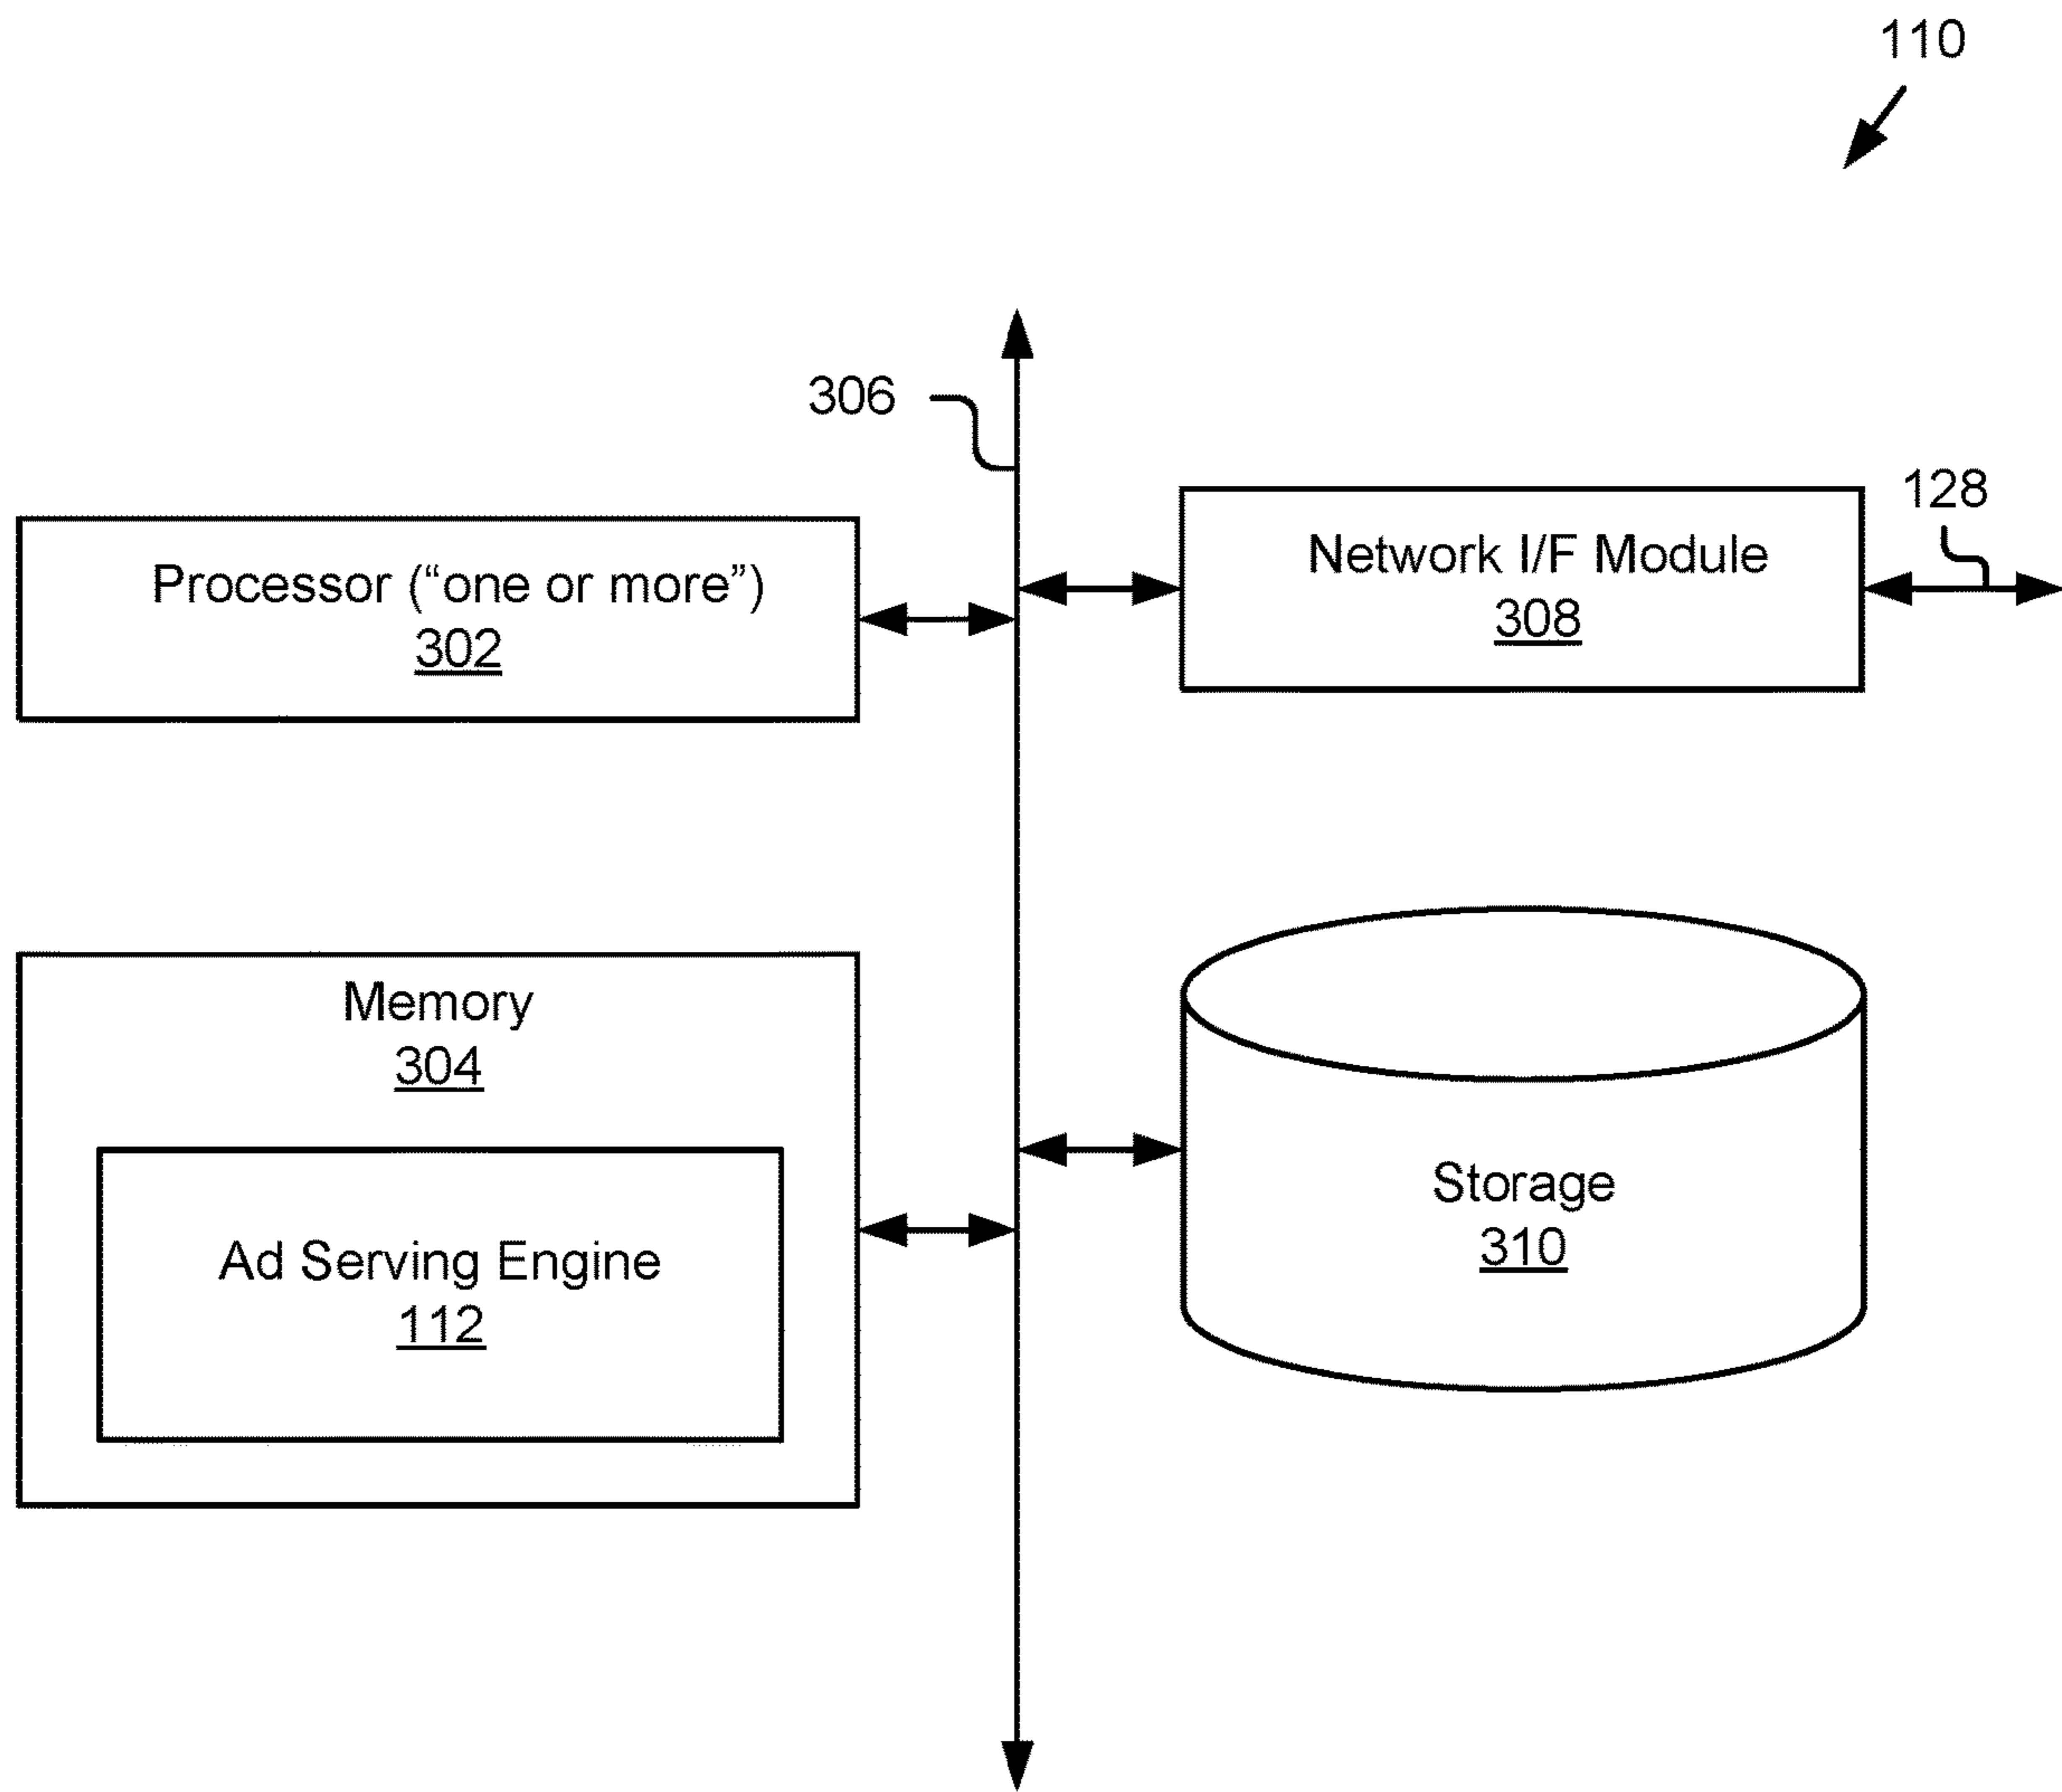 110
306
128
Processor (“one or more”)
302
Network I/F Module
308
Memory
304
Ad Serving Engine
112
Storage
310